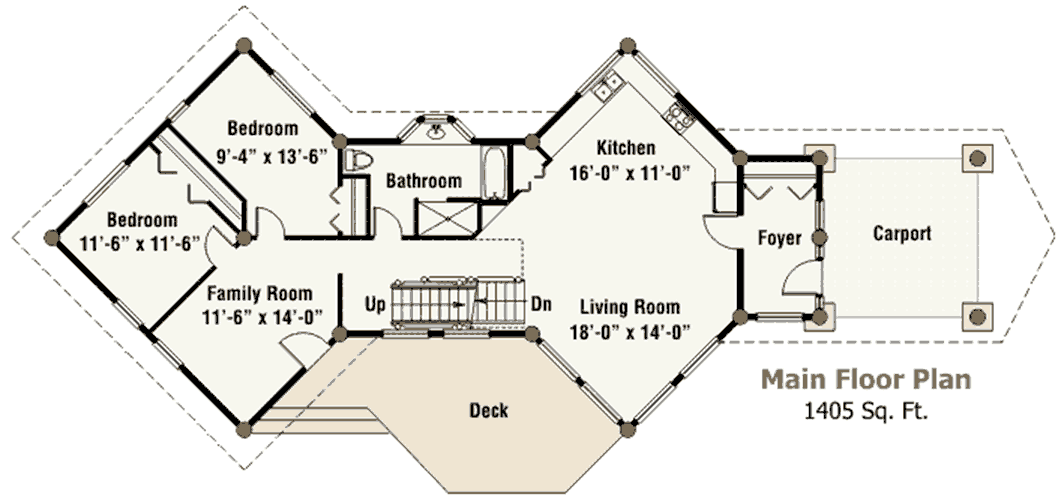 Bedroom
9'-4" x 13'-6"
Bedroom
11'-6" x 11'-6"
Bathroom
Kitchen
16'-0" x 11'-0"
Foyer
Carport
Family Room
11'-6" x 14'-0"
Up
Dn
Living Room
18'-0" x 14'-0"
Deck
Main Floor Plan
1405 Sq. Ft.